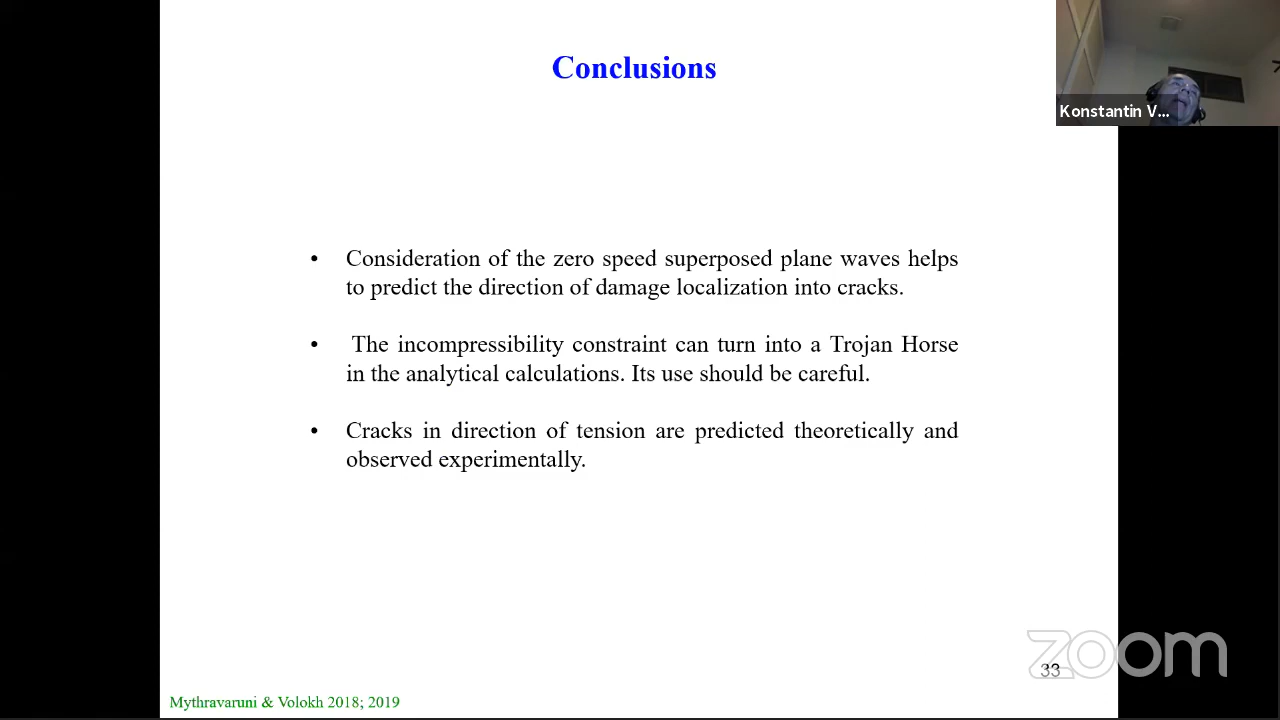 Conclusions
Konstantin V...
• Consideration of the zero speed superposed plane waves helps
to predict the direction of damage localization into cracks.
• The incompressibility constraint can turn into a Trojan Horse
in the analytical calculations. Its use should be careful.
• Cracks in direction of tension are predicted theoretically and
observed experimentally.
zoom
33
Mythravaruni & Volokh 2018; 2019